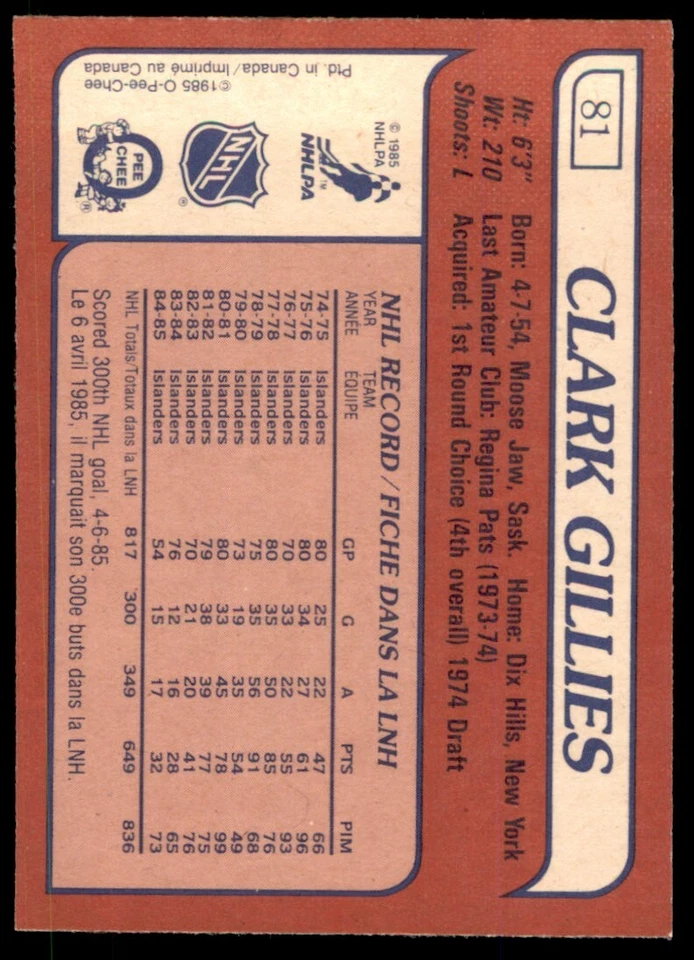 81
CLARK GILLIES
Ht: 6'3" Born: 4-7-54, Moose Jaw, Sask. Home: Dix Hills, New York
Wt: 210 Last Amateur Club: Regina Pats (1973-74)
Shoots: L Acquired: 1st Round Choice (4th overall) 1974 Draft
© 1985
NHLPA
NHLPA
TM
NHL
®
PEE
CHEE
®
©1985 O-Pee-Chee
Ptd. in Canada/Imprimé au Canada
NHL RECORD / FICHE DANS LA LNH
YEAR TEAM GP G A PTS PIM
ANNÉE ÉQUIPE
74-75 Islanders 80 25 22 47 66
75-76 Islanders 80 34 27 61 96
76-77 Islanders 70 33 22 55 93
77-78 Islanders 80 35 50 85 76
78-79 Islanders 75 35 56 91 68
79-80 Islanders 73 19 35 54 49
80-81 Islanders 80 33 45 78 99
81-82 Islanders 79 38 39 77 75
82-83 Islanders 70 21 20 41 76
83-84 Islanders 76 12 16 28 65
84-85 Islanders 54 15 17 32 73
NHL Totals/Totaux dans la LNH 817 300 349 649 836
Scored 300th NHL goal, 4-6-85.
Le 6 avril 1985, il marquait son 300e buts dans la LNH.